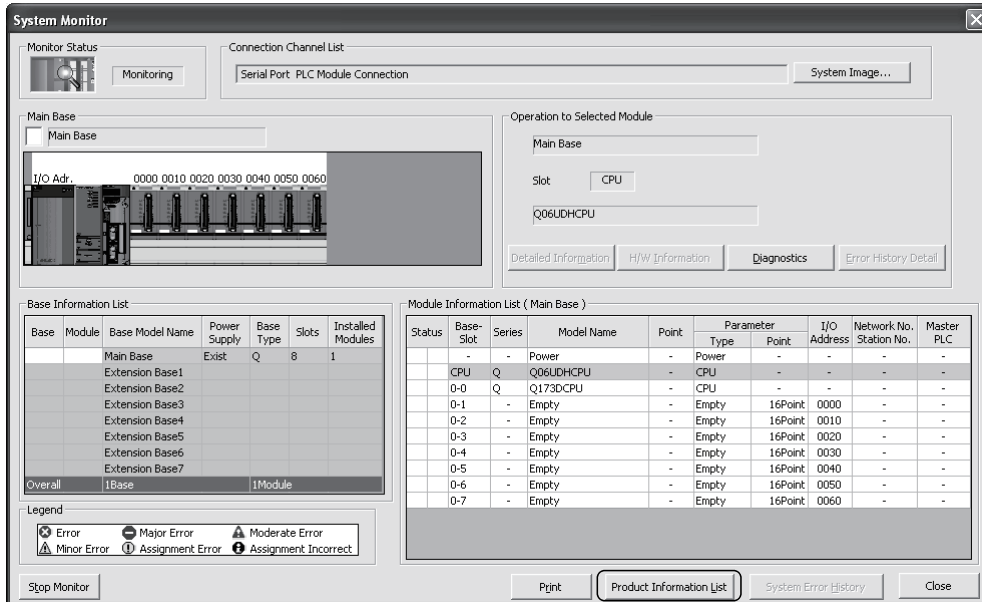 System Monitor
Monitor Status
Monitoring
Connection Channel List
Serial Port PLC Module Connection
System Image...
Main Base
Main Base
I/O Adr. 0000 0010 0020 0030 0040 0050 0060
Operation to Selected Module
Main Base
Slot CPU
Q06UDHCPU
Detailed Information H/W Information Diagnostics Error History Detail
Base Information List
Base Module Base Model Name Power Supply Base Type Slots Installed Modules
Main Base Exist Q 8 1
Extension Base1
Extension Base2
Extension Base3
Extension Base4
Extension Base5
Extension Base6
Extension Base7
Overall 1Base 1Module
Legend
Error Major Error Moderate Error
Minor Error Assignment Error Assignment Incorrect
Module Information List ( Main Base )
Status Base-Slot Series Model Name Point Parameter Type Point I/O Address Network No. Station No. Master PLC
- - Power - Power - - - -
CPU Q Q06UDHCPU - CPU - - - -
0-0 Q Q173DCPU - CPU - - - -
0-1 - Empty - Empty 16Point 0000 - -
0-2 - Empty - Empty 16Point 0010 - -
0-3 - Empty - Empty 16Point 0020 - -
0-4 - Empty - Empty 16Point 0030 - -
0-5 - Empty - Empty 16Point 0040 - -
0-6 - Empty - Empty 16Point 0050 - -
0-7 - Empty - Empty 16Point 0060 - -
Stop Monitor Print Product Information List System Error History Close